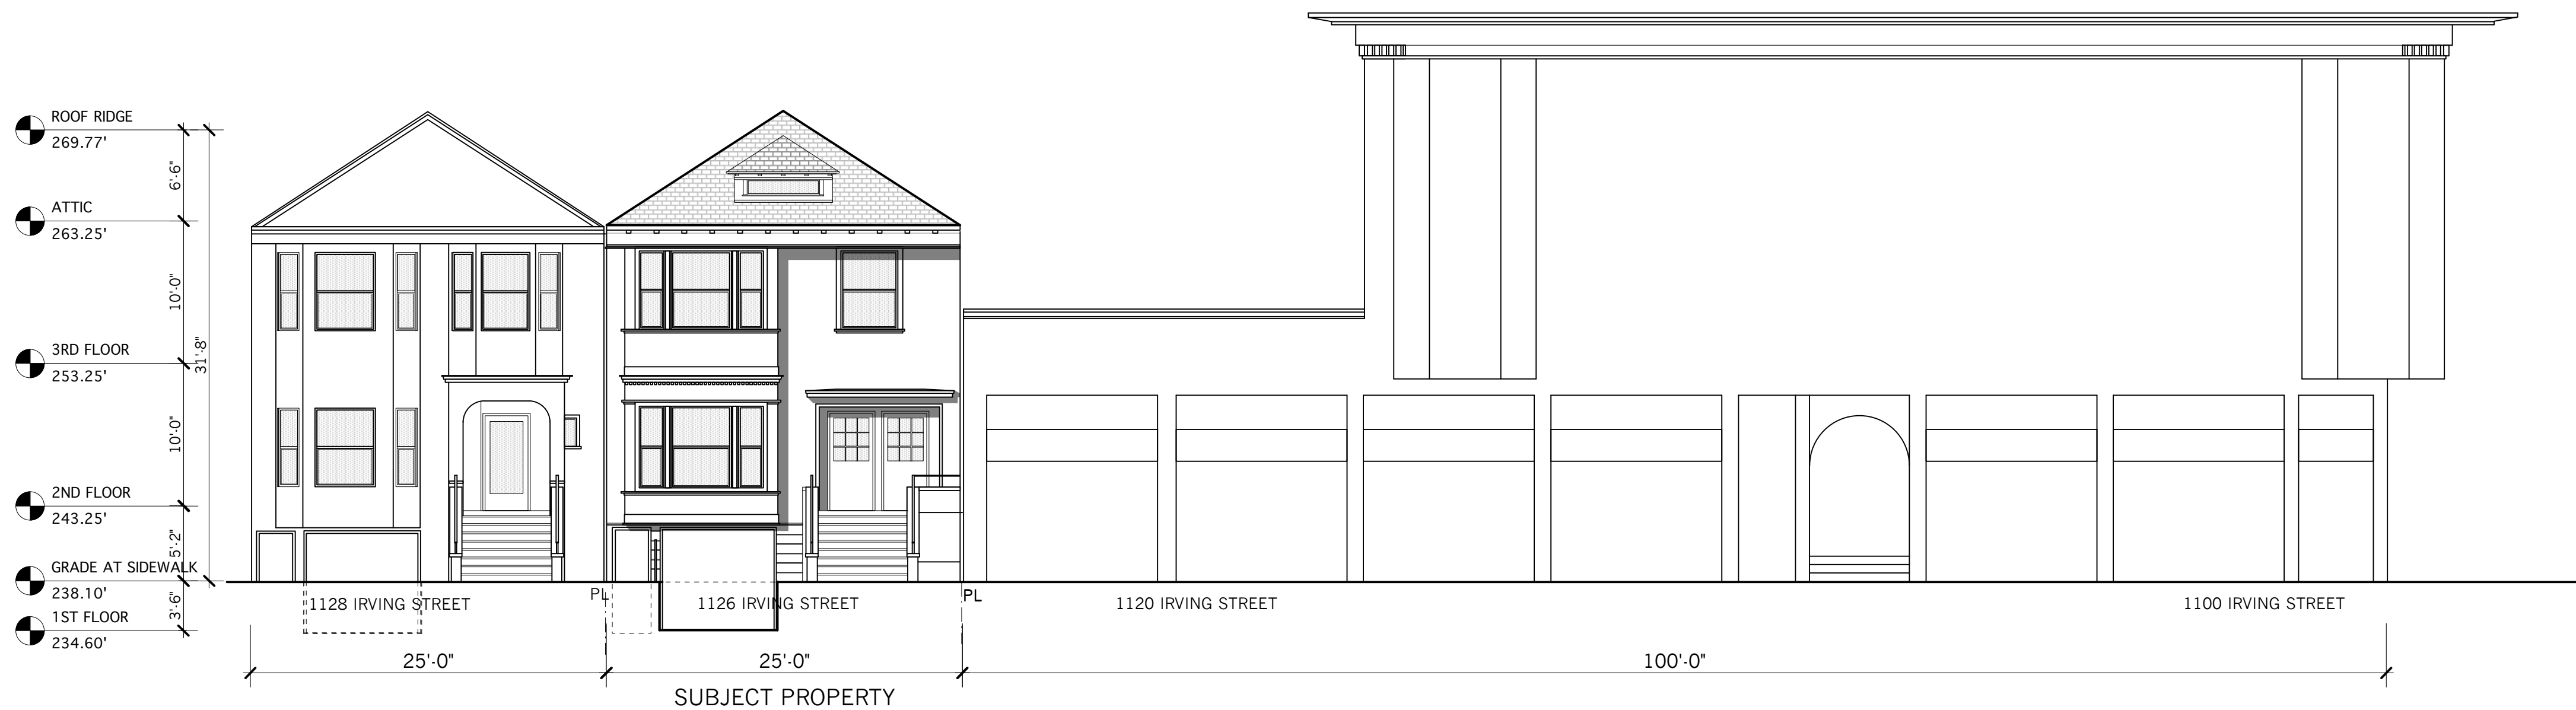 ROOF RIDGE
269.77'
6'-6"
ATTIC
263.25'
10'-0"
31'-8"
3RD FLOOR
253.25'
10'-0"
2ND FLOOR
243.25'
5'-2"
GRADE AT SIDEWALK
238.10'
3'-6"
1ST FLOOR
234.60'
1128 IRVING STREET
PL
1126 IRVING STREET
PL
1120 IRVING STREET
1100 IRVING STREET
25'-0"
25'-0"
100'-0"
SUBJECT PROPERTY